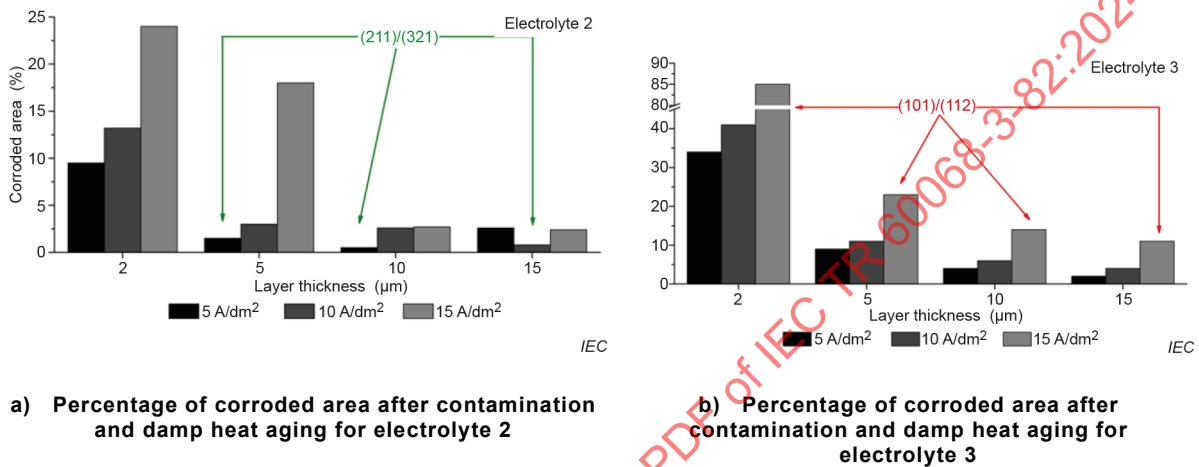 Electrolyte 2
(211)/(321)
Corroded area (%)
25
20
15
10
5
0
2 5 10 15
Layer thickness (µm)
5 A/dm² 10 A/dm² 15 A/dm²
IEC
a) Percentage of corroded area after contamination
and damp heat aging for electrolyte 2
Electrolyte 3
(101)/(112)
90
85
80
40
30
20
10
0
2 5 10 15
Layer thickness (µm)
5 A/dm² 10 A/dm² 15 A/dm²
IEC
b) Percentage of corroded area after
contamination and damp heat aging for
electrolyte 3
PDF of IEC TR 60068-3-82:202